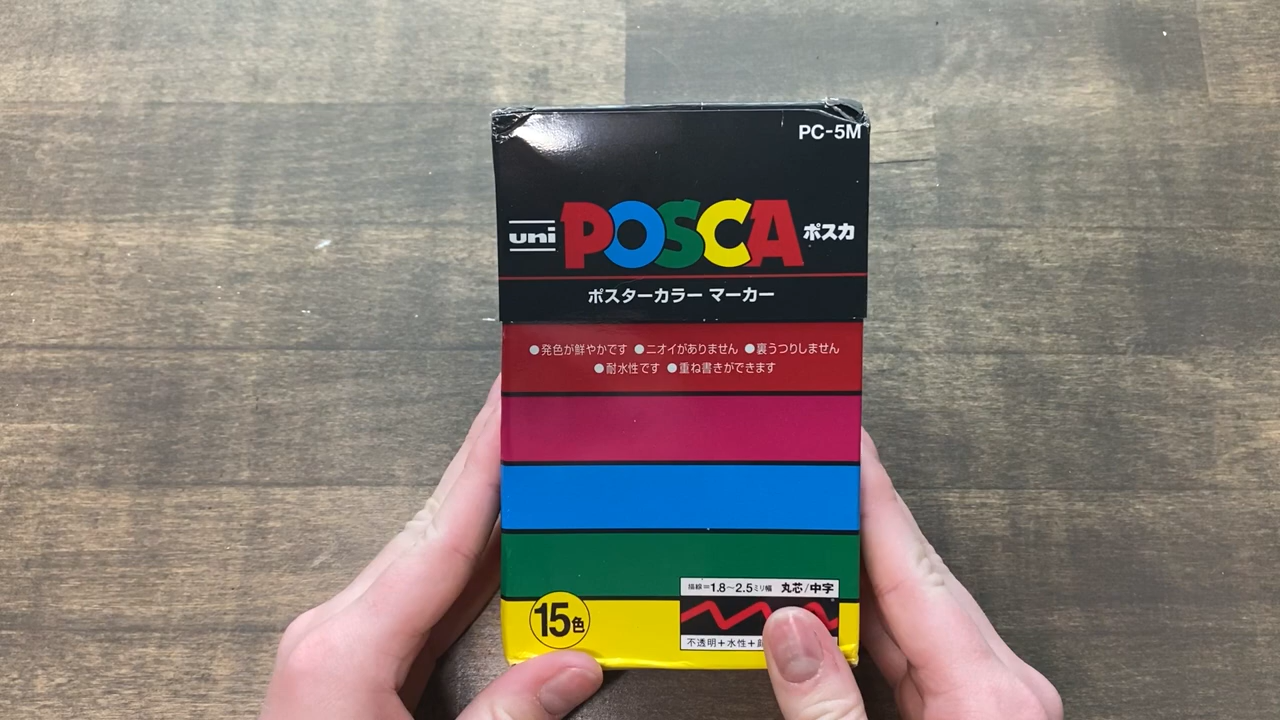 PC-5M
uni POSCA ポスカ
ポスターカラー マーカー
●発色が鮮やかです ●ニオイがありません ●裏うつりしません
●耐水性です ●重ね書きができます
描線=1.8〜2.5ミリ幅 丸芯/中字
15色
不透明+水性+